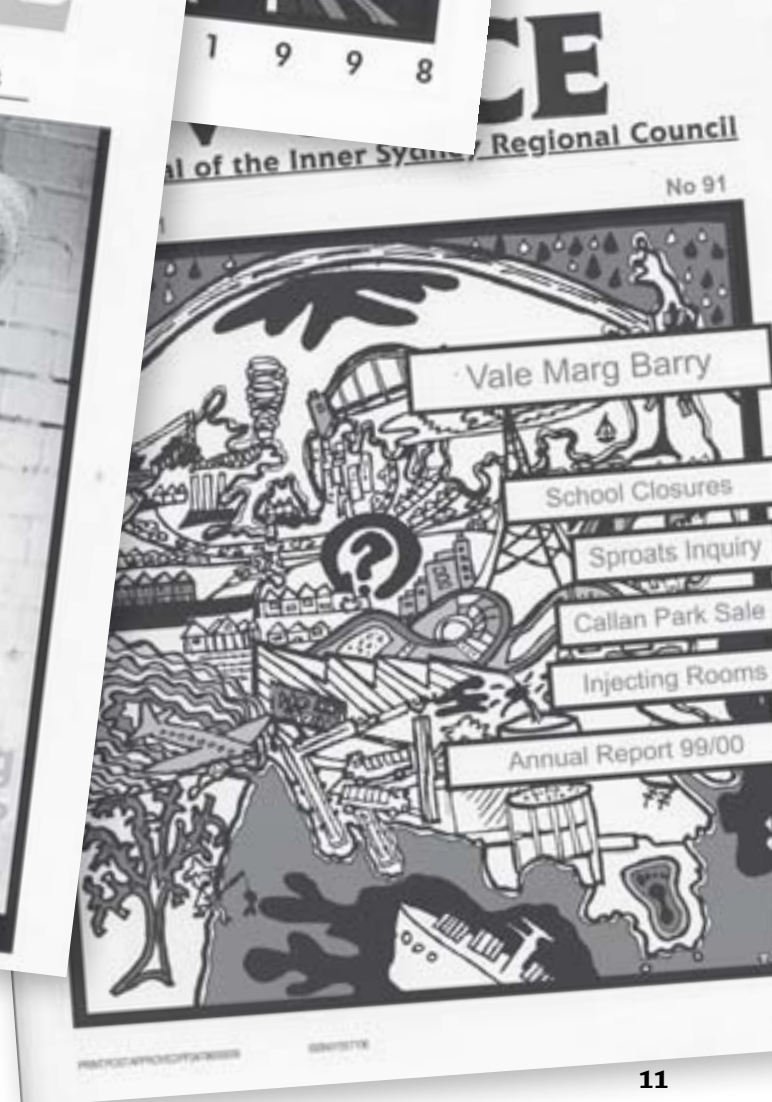 1 9 9 8
CE
al of the Inner Sydney Regional Council
No 91
Vale Marg Barry
School Closures
?
Sproats Inquiry
Callan Park Sale
Injecting Rooms
Annual Report 99/00
11